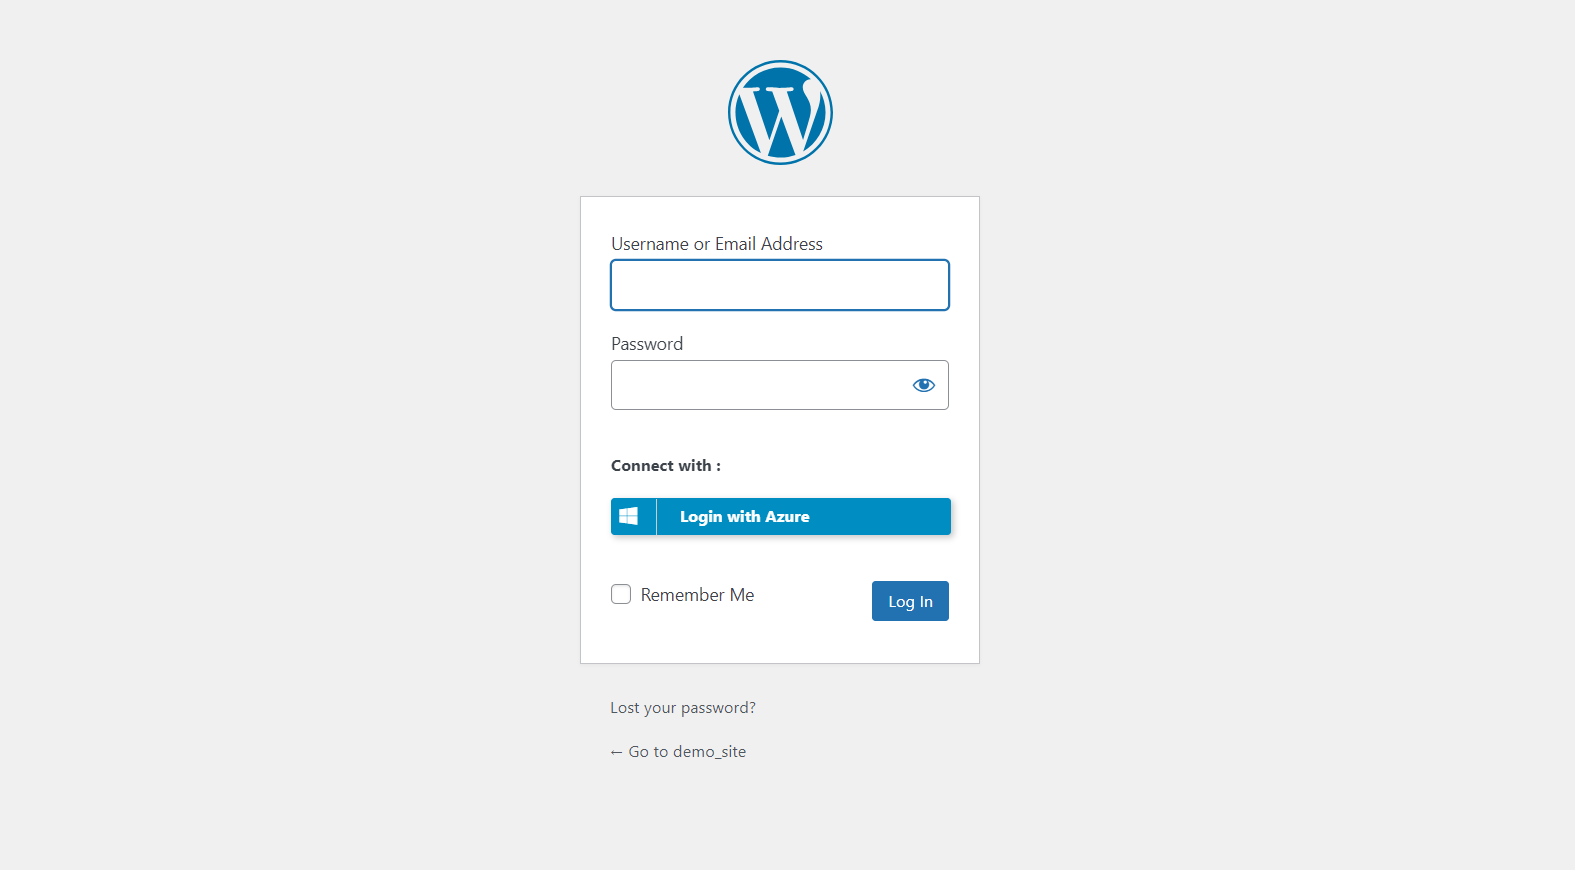 Username or Email Address
Password
Connect with :
Login with Azure
Remember Me
Log In
Lost your password?
← Go to demo_site